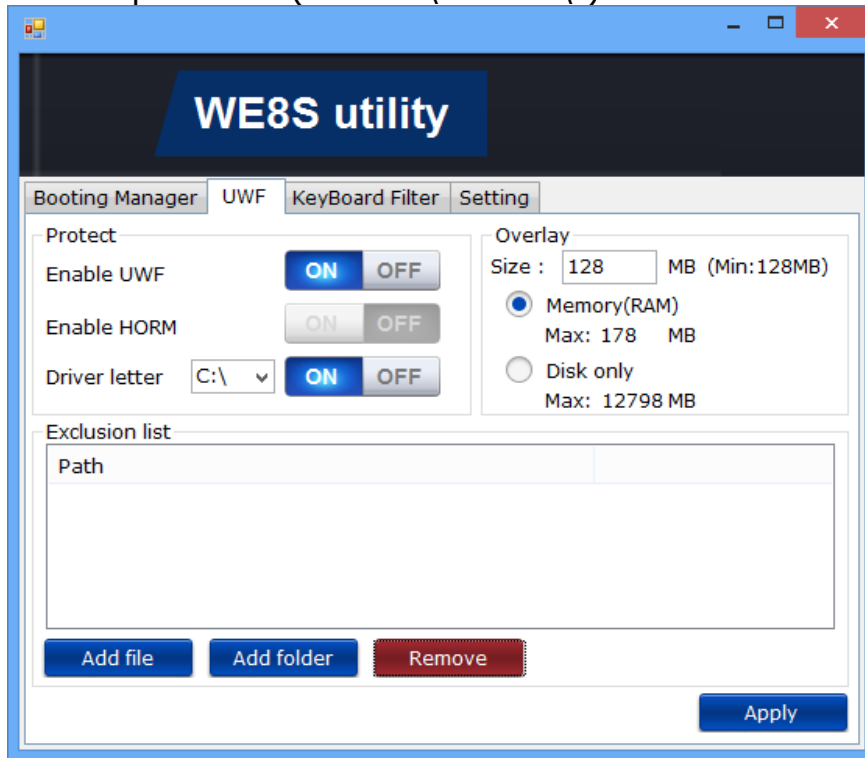 WE8S utility
Booting Manager UWF KeyBoard Filter Setting
Protect
Enable UWF ON OFF
Enable HORM ON OFF
Driver letter C:\ ON OFF
Overlay
Size : 128 MB (Min:128MB)
Memory(RAM)
Max: 178 MB
Disk only
Max: 12798 MB
Exclusion list
Path
Add file Add folder Remove
Apply